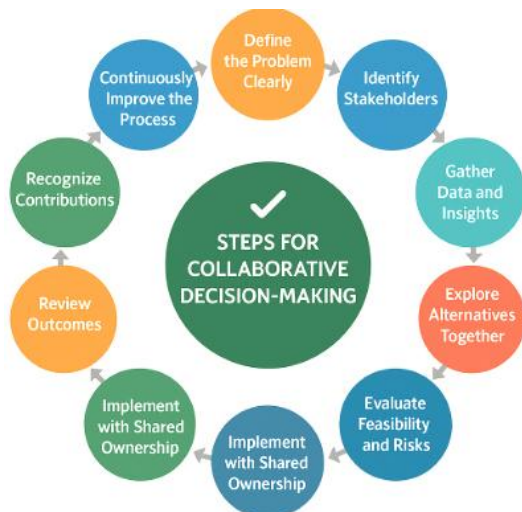 Define
the Problem
Clearly
Identify
Stakeholders
Gather
Data and
Insights
Explore
Alternatives
Together
Evaluate
Feasibility
and Risks
Implement
with Shared
Ownership
Implement
with Shared
Ownership
Review
Outcomes
Recognize
Contributions
Continuously
Improve the
Process
STEPS FOR
COLLABORATIVE
DECISION-MAKING